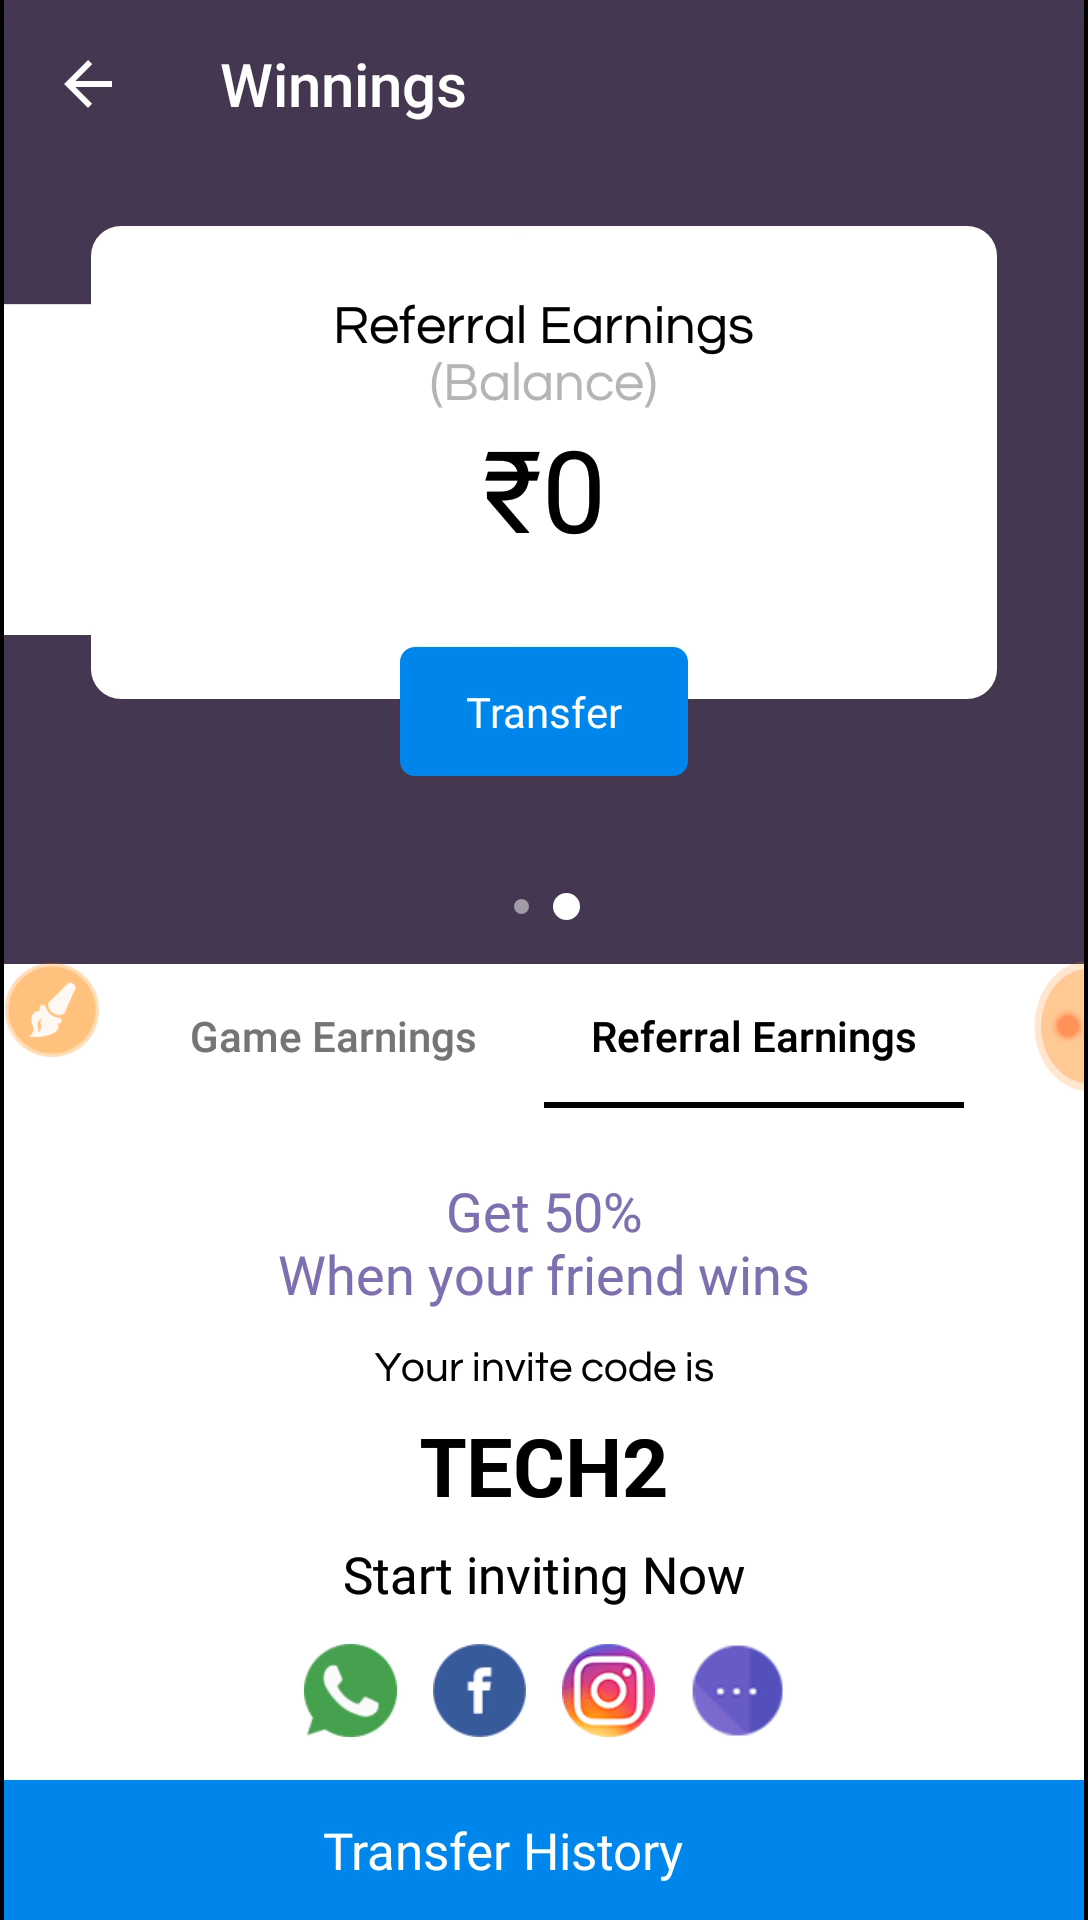 Winnings
Referral Earnings
(Balance)
₹0
Transfer
Game Earnings
Referral Earnings
Get 50%
When your friend wins
Your invite code is
TECH2
Start inviting Now
Transfer History